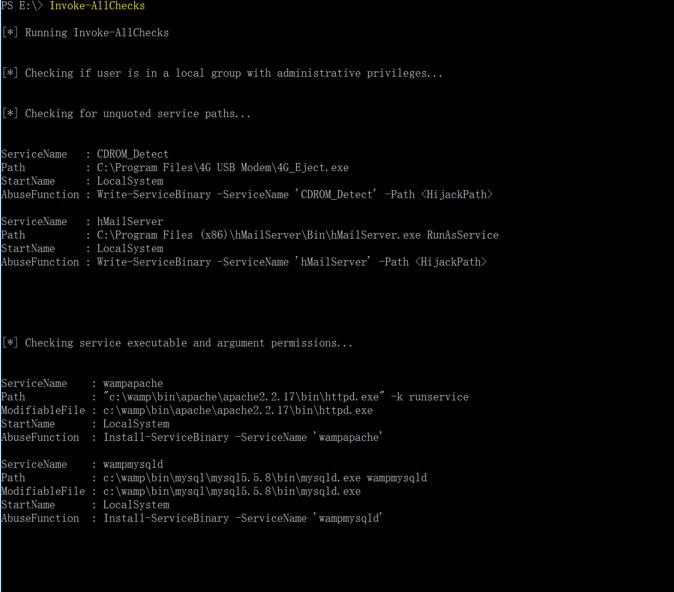 PS E:\> Invoke-AllChecks
[*] Running Invoke-AllChecks
[*] Checking if user is in a local group with administrative privileges...
[*] Checking for unquoted service paths...
ServiceName   : CDROM_Detect
Path          : C:\Program Files\4G USB Modem\4G_Eject.exe
StartName     : LocalSystem
AbuseFunction : Write-ServiceBinary -ServiceName 'CDROM_Detect' -Path <HijackPath>
ServiceName   : hMailServer
Path          : C:\Program Files (x86)\hMailServer\Bin\hMailServer.exe RunAsService
StartName     : LocalSystem
AbuseFunction : Write-ServiceBinary -ServiceName 'hMailServer' -Path <HijackPath>
[*] Checking service executable and argument permissions...
ServiceName    : wampapache
Path           : "c:\wamp\bin\apache\apache2.2.17\bin\httpd.exe" -k runservice
ModifiableFile : c:\wamp\bin\apache\apache2.2.17\bin\httpd.exe
StartName      : LocalSystem
AbuseFunction  : Install-ServiceBinary -ServiceName 'wampapache'
ServiceName    : wampmysqld
Path           : c:\wamp\bin\mysql\mysql5.5.8\bin\mysqld.exe wampmysqld
ModifiableFile : c:\wamp\bin\mysql\mysql5.5.8\bin\mysqld.exe
StartName      : LocalSystem
AbuseFunction  : Install-ServiceBinary -ServiceName 'wampmysqld'